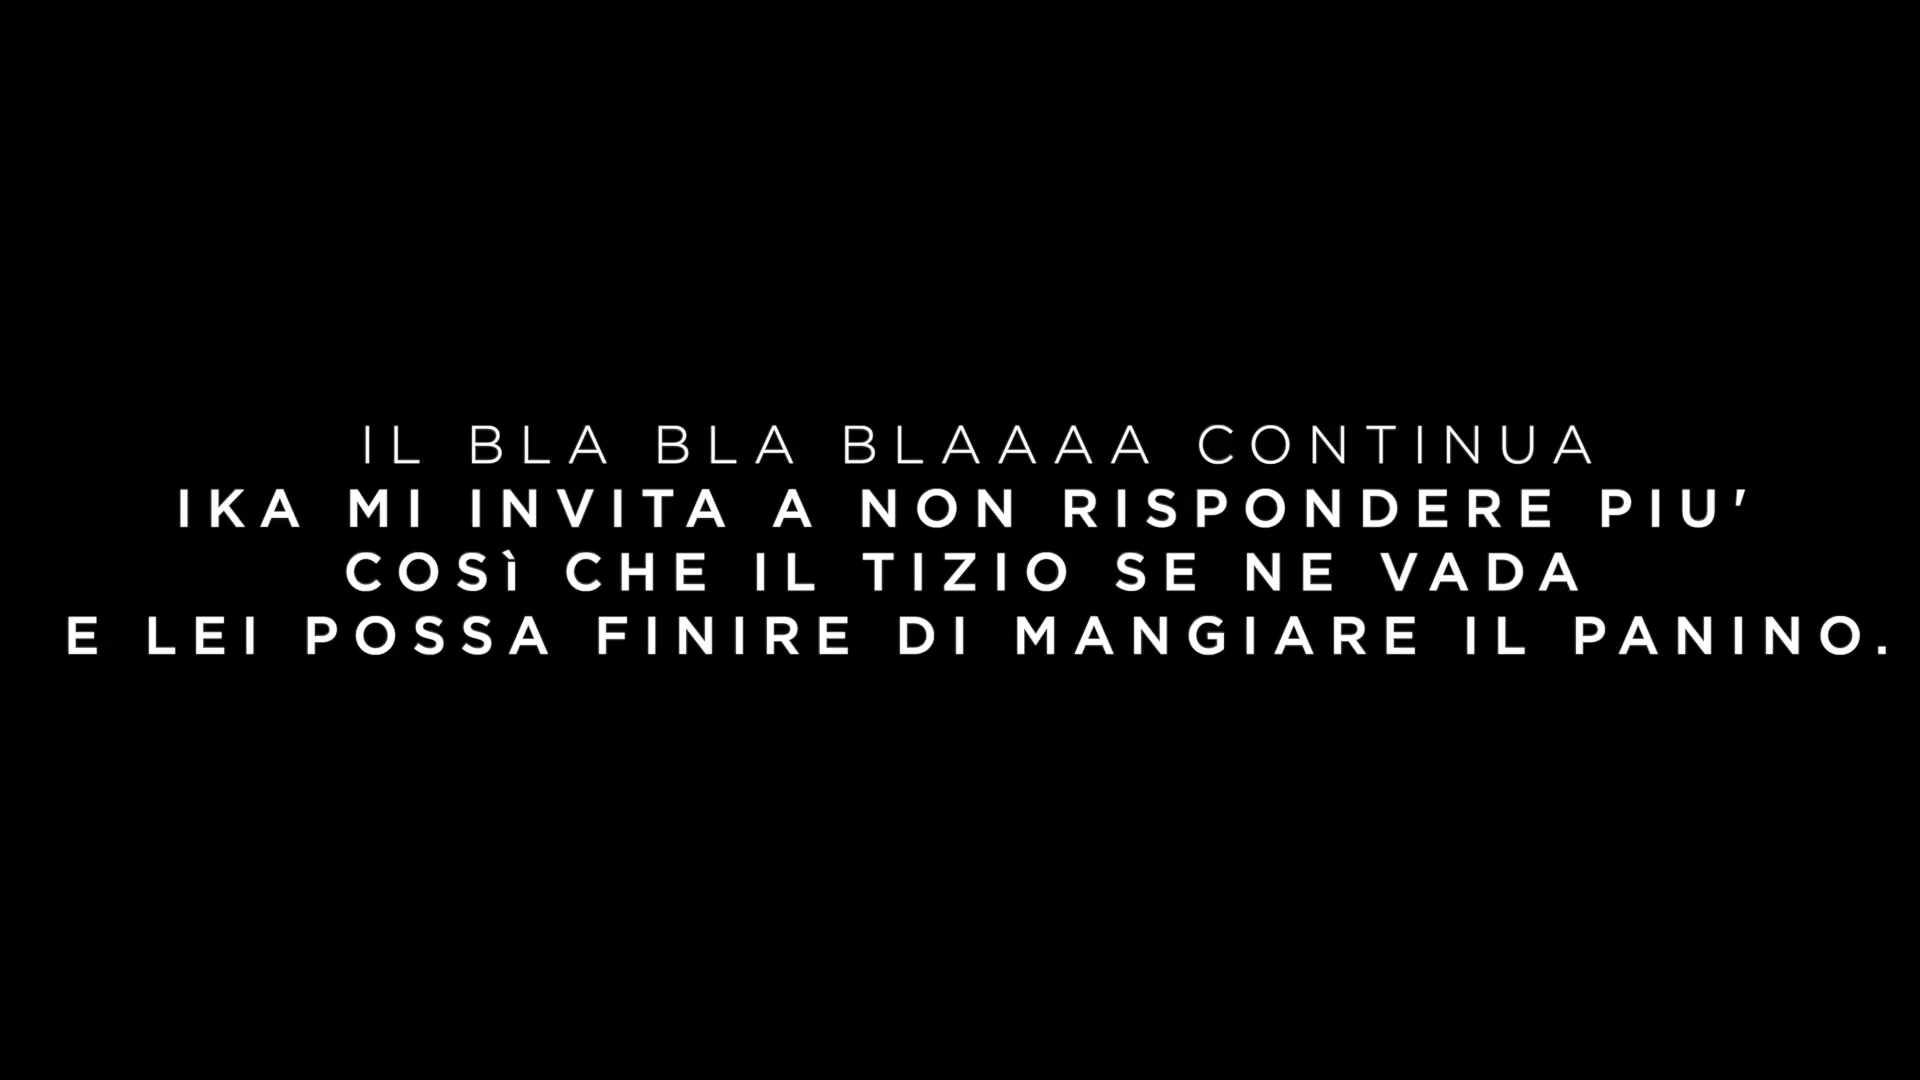 IL BLA BLA BLAAAA CONTINUA
IKA MI INVITA A NON RISPONDERE PIU'
COSì CHE IL TIZIO SE NE VADA
E LEI POSSA FINIRE DI MANGIARE IL PANINO.